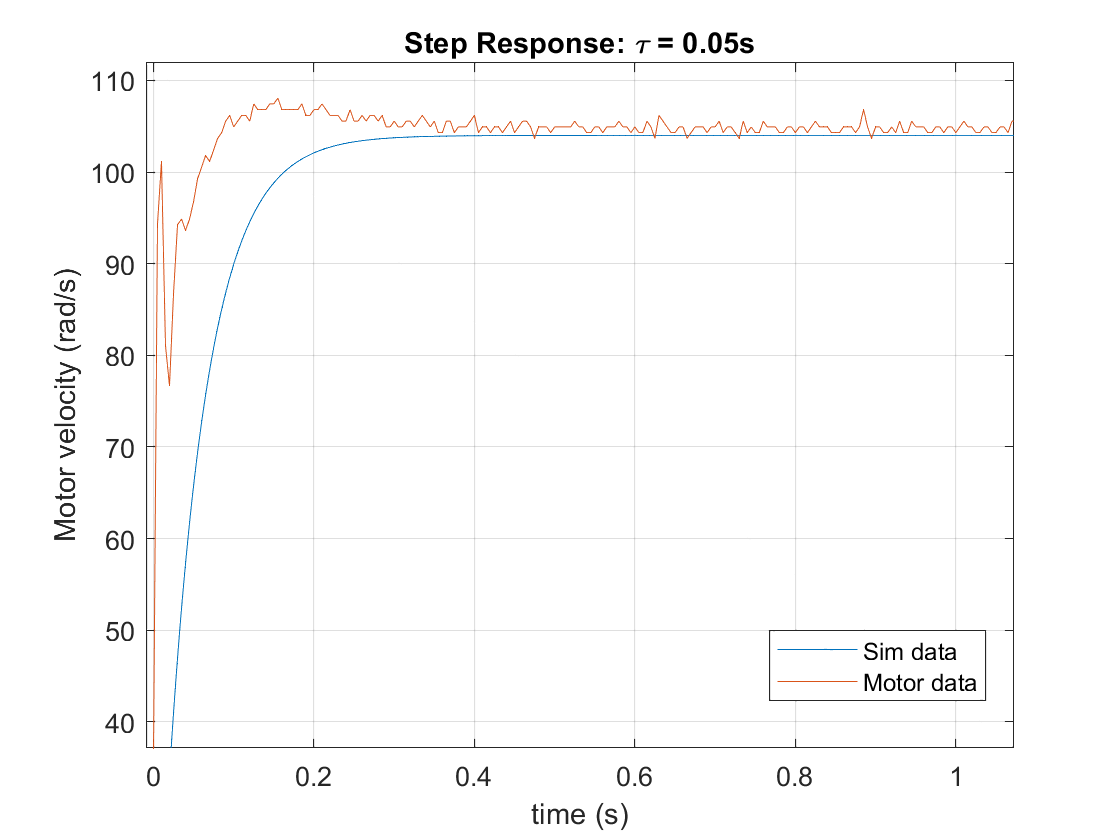 Step Response: τ = 0.05s
Motor velocity (rad/s)
110
100
90
80
70
60
50
40
Sim data
Motor data
0 0.2 0.4 0.6 0.8 1
time (s)